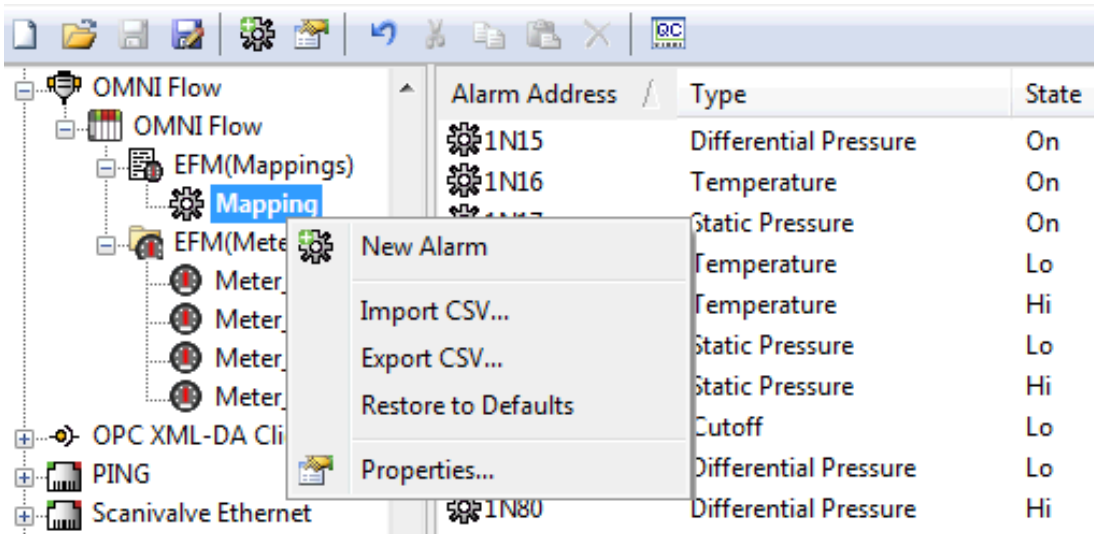 QC
OMNI Flow
OMNI Flow
EFM(Mappings)
Mapping
EFM(Mete
Meter_
Meter_
Meter_
Meter_
OPC XML-DA Cli
PING
Scanivalve Ethernet
New Alarm
Import CSV...
Export CSV...
Restore to Defaults
Properties...
Alarm Address Type State
1N15 Differential Pressure On
1N16 Temperature On
1N17 Static Pressure On
Temperature Lo
Temperature Hi
Static Pressure Lo
Static Pressure Hi
Cutoff Lo
Differential Pressure Lo
1N80 Differential Pressure Hi